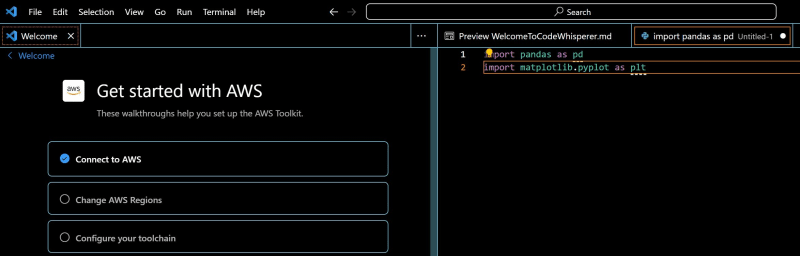 File Edit Selection View Go Run Terminal Help Search
Welcome
Preview WelcomeToCodeWhisperer.md
import pandas as pd Untitled-1
Welcome
aws
Get started with AWS
These walkthroughs help you set up the AWS Toolkit.
Connect to AWS
Change AWS Regions
Configure your toolchain
1 port pandas as pd
2 import matplotlib.pyplot as plt